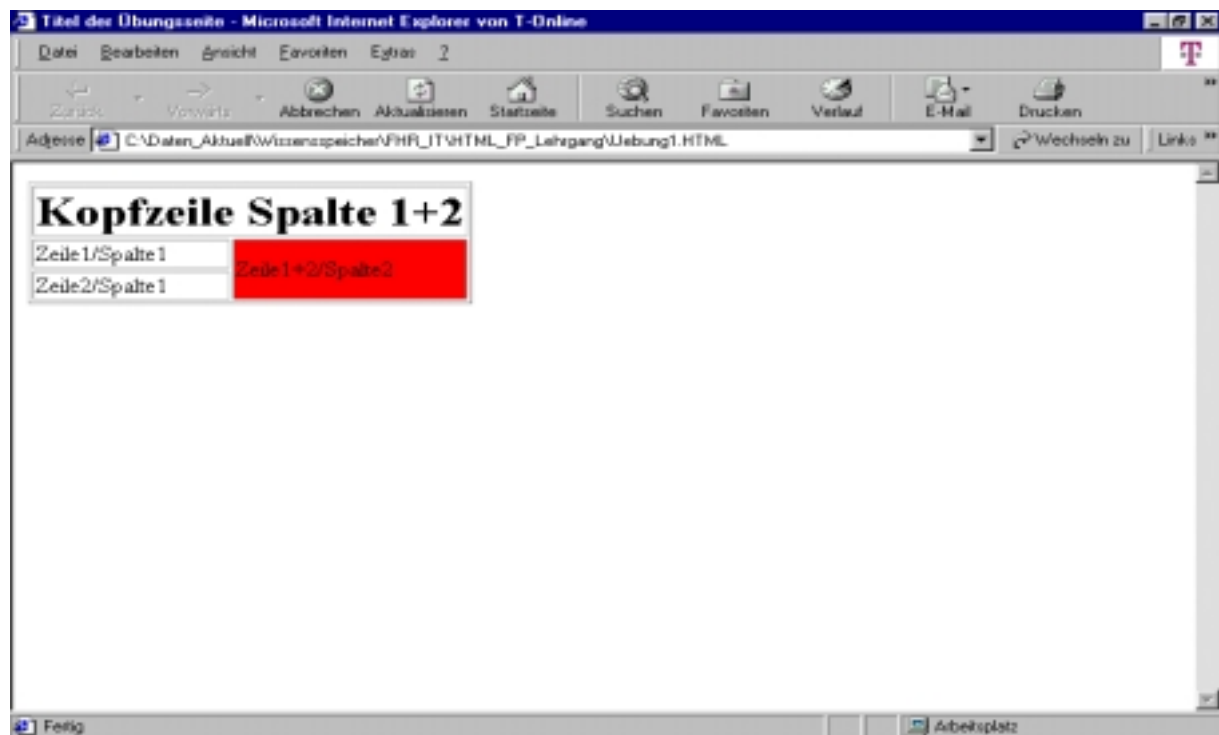 Titel der Übungsseite - Microsoft Internet Explorer von T-Online
Datei Bearbeiten Ansicht Favoriten Extras ?
Zurück Vorwärts Abbrechen Aktualisieren Startseite Suchen Favoriten Verlauf E-Mail Drucken
Adresse C:\Daten_Aktuell\Wissensspeicher\FHR_IT\HTML_FP_Lehrgang\Uebung1.HTML Wechseln zu Links
Kopfzeile Spalte 1+2
Zeile1/Spalte1
Zeile1+2/Spalte2
Zeile2/Spalte1
Fertig Arbeitsplatz